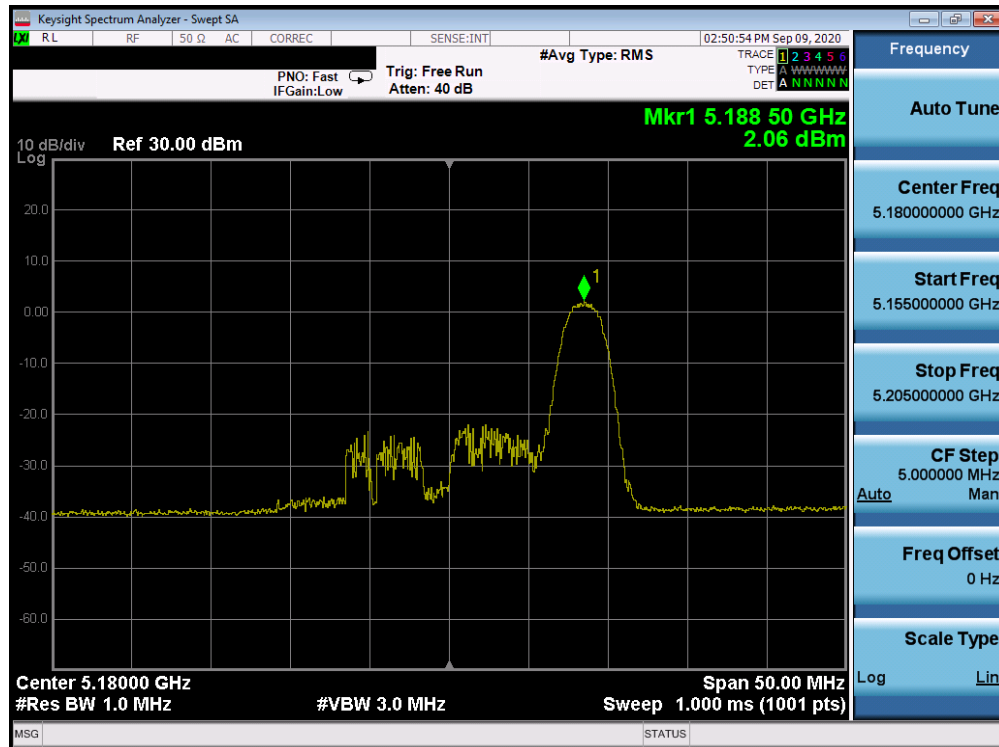 Keysight Spectrum Analyzer - Swept SA
LXI RL RF 50 Ω AC CORREC SENSE:INT 02:50:54 PM Sep 09, 2020
Frequency
#Avg Type: RMS
TRACE 1 2 3 4 5 6
PNO: Fast Trig: Free Run
TYPE A WWWWW
IFGain:Low Atten: 40 dB
DET A N N N N N
Auto Tune
Mkr1 5.188 50 GHz
2.06 dBm
10 dB/div Ref 30.00 dBm
Log
Center Freq
5.180000000 GHz
20.0
10.0
1
0.00
-10.0
-20.0
-30.0
-40.0
-50.0
-60.0
Start Freq
5.155000000 GHz
Stop Freq
5.205000000 GHz
CF Step
5.000000 MHz
Auto Man
Freq Offset
0 Hz
Scale Type
Log Lin
Center 5.18000 GHz Span 50.00 MHz
#Res BW 1.0 MHz #VBW 3.0 MHz Sweep 1.000 ms (1001 pts)
MSG STATUS